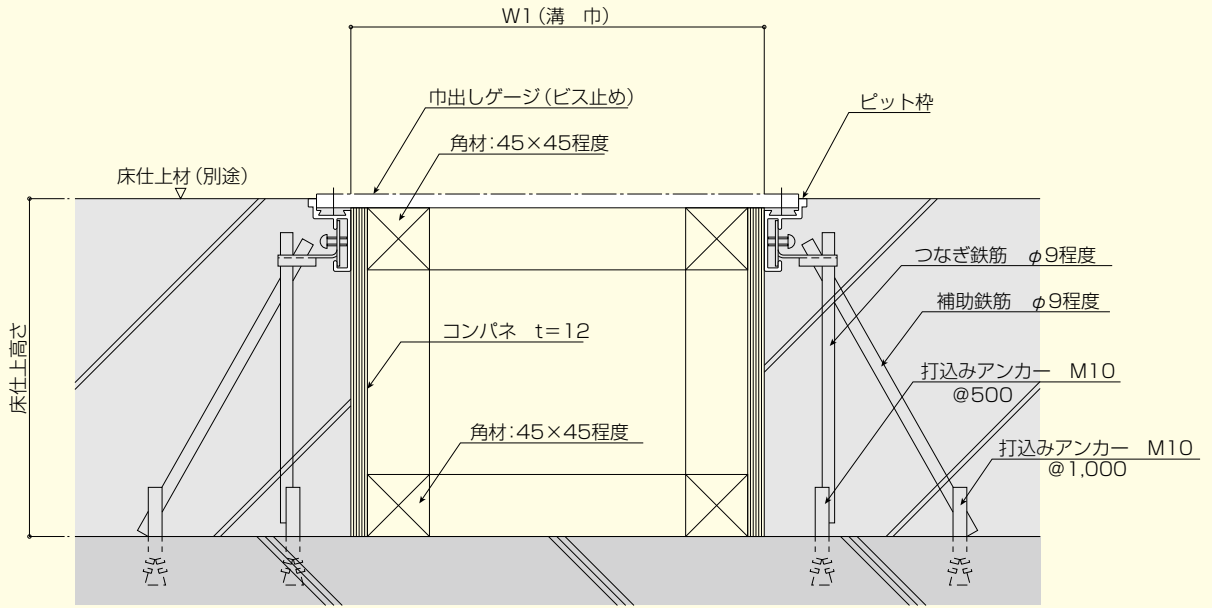 W1(溝 巾)
巾出しゲージ(ビス止め)
ピット枠
角材:45×45程度
床仕上材(別途)
つなぎ鉄筋 φ9程度
補助鉄筋 φ9程度
コンパネ t=12
床仕上高さ
打込みアンカー M10
@500
角材:45×45程度
打込みアンカー M10
@1,000